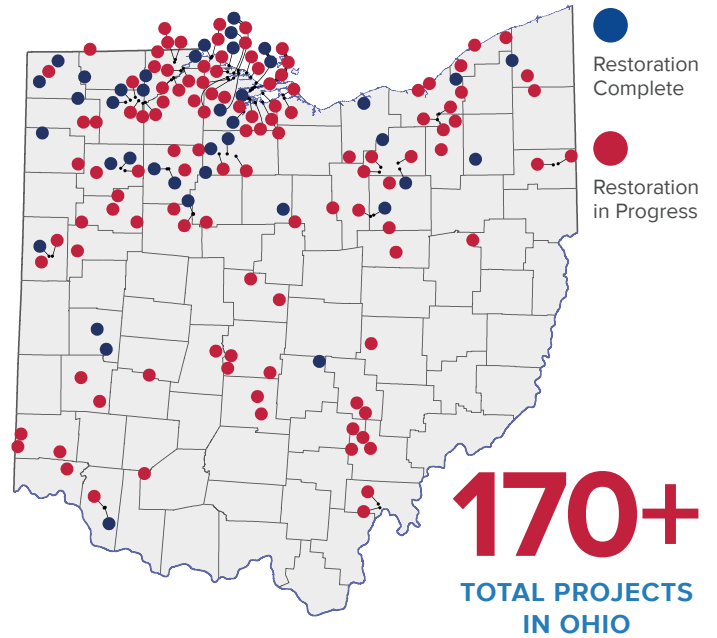 Restoration
Complete
Restoration
in Progress
170+
TOTAL PROJECTS
IN OHIO